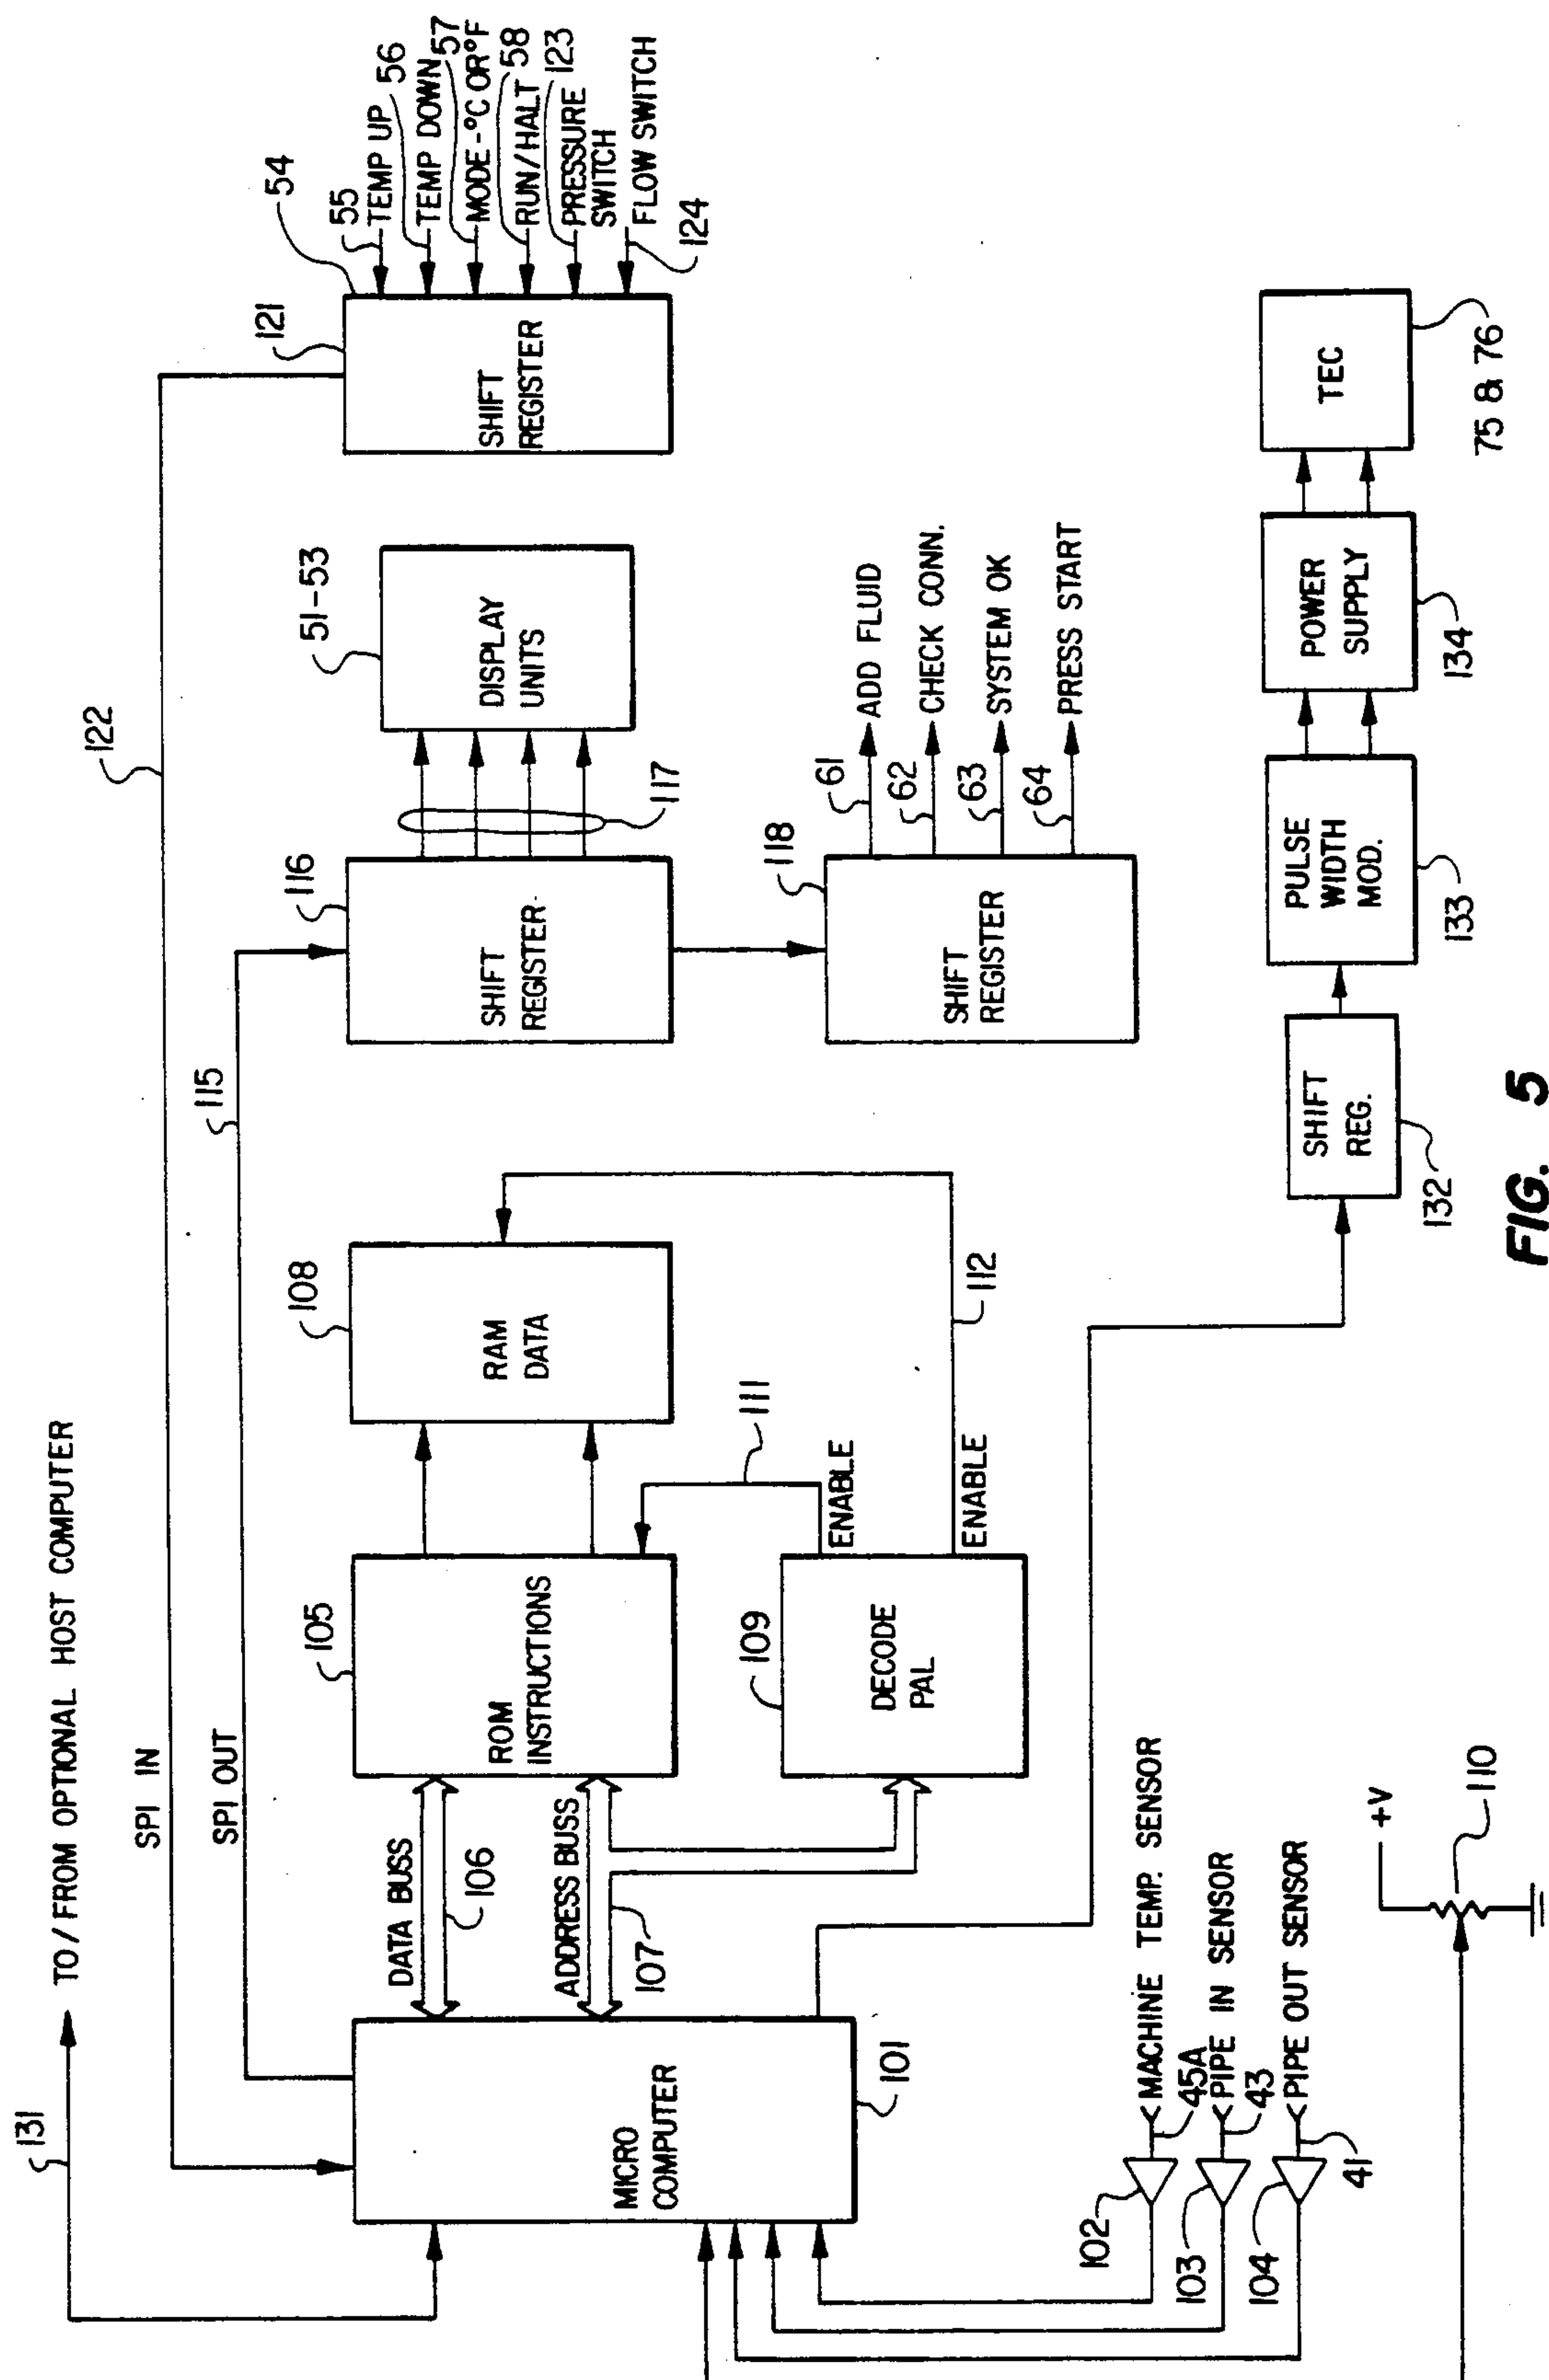 131
TO/FROM OPTIONAL HOST COMPUTER
122
SPI IN
115
SPI OUT
101
MICRO
COMPUTER
DATA BUSS
106
ADDRESS BUSS
107
105
ROM
INSTRUCTIONS
108
RAM
DATA
109
DECODE
PAL
111
ENABLE
112
ENABLE
116
SHIFT
REGISTER
117
51-53
DISPLAY
UNITS
118
SHIFT
REGISTER
61
ADD FLUID
62
CHECK CONN.
63
SYSTEM OK
64
PRESS START
121
SHIFT
REGISTER
54
55
TEMP UP
56
TEMP DOWN
57
MODE-°C OR °F
58
RUN/HALT
123
PRESSURE
SWITCH
FLOW SWITCH
124
102
MACHINE TEMP. SENSOR
45A
103
PIPE IN SENSOR
43
104
PIPE OUT SENSOR
41
+V
110
132
SHIFT
REG.
133
PULSE
WIDTH
MOD.
134
POWER
SUPPLY
TEC
75 & 76
FIG. 5